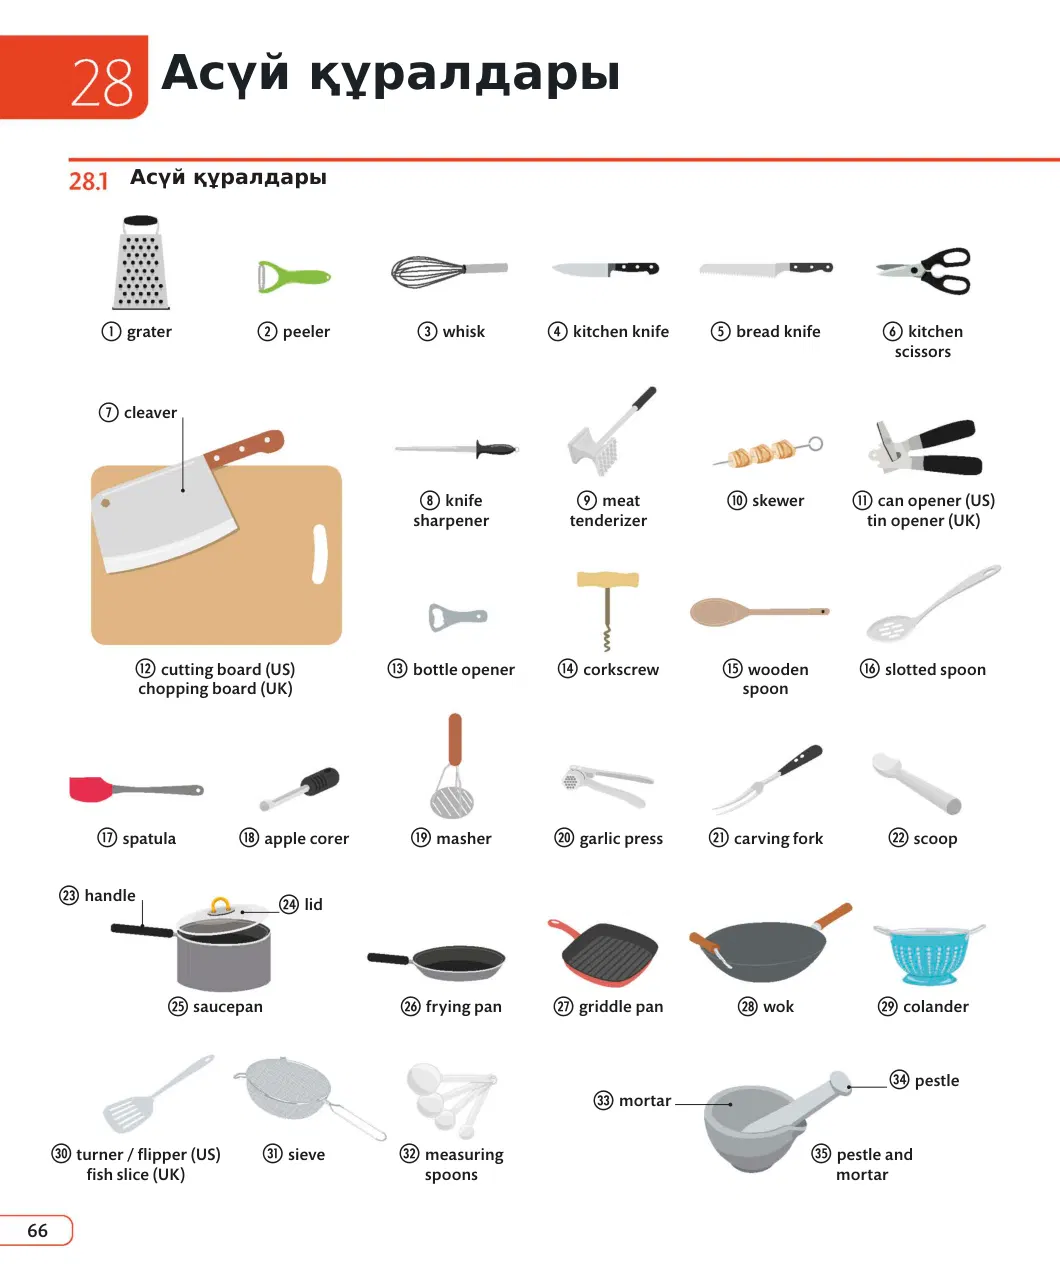 28
Асүй құралдары
28.1 Асүй құралдары
① grater
② peeler
③ whisk
④ kitchen knife
⑤ bread knife
⑥ kitchen
scissors
⑦ cleaver
⑧ knife
sharpener
⑨ meat
tenderizer
⑩ skewer
⑪ can opener (US)
tin opener (UK)
⑫ cutting board (US)
chopping board (UK)
⑬ bottle opener
⑭ corkscrew
⑮ wooden
spoon
⑯ slotted spoon
⑰ spatula
⑱ apple corer
⑲ masher
⑳ garlic press
㉑ carving fork
㉒ scoop
㉓ handle
㉔ lid
㉕ saucepan
㉖ frying pan
㉗ griddle pan
㉘ wok
㉙ colander
㉚ turner / flipper (US)
fish slice (UK)
㉛ sieve
㉜ measuring
spoons
㉝ mortar
㉞ pestle
㉟ pestle and
mortar
66